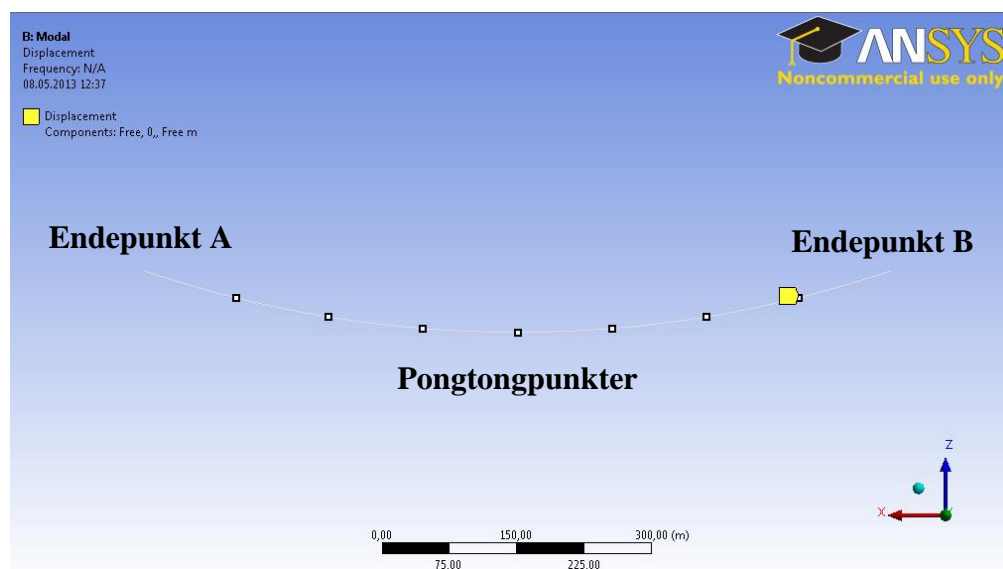 B: Modal
Displacement
Frequency: N/A
08.05.2013 12:37
Displacement
Components: Free, 0,, Free m
ANSYS
Noncommercial use only
Endepunkt A
Endepunkt B
Pongtongpunkter
Z
X
0,00 150,00 300,00 (m)
75,00 225,00